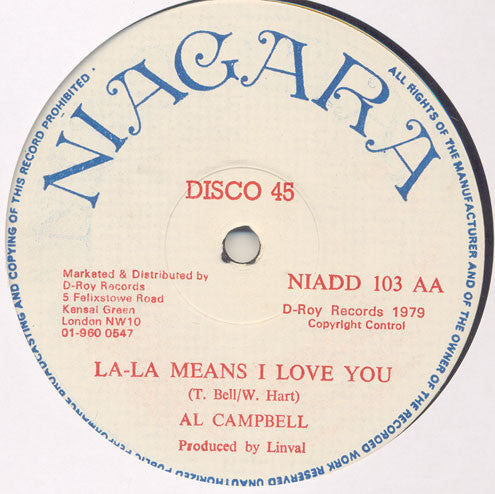 NIAGARA
DISCO 45
Marketed & Distributed by
D-Roy Records
5 Felixstowe Road
Kensal Green
London NW10
01-960 0547
NIADD 103 AA
D-Roy Records 1979
Copyright Control
LA-LA MEANS I LOVE YOU
(T. Bell/W. Hart)
AL CAMPBELL
Produced by Linval
ALL RIGHTS OF THE MANUFACTURER AND OF THE OWNER OF THE RECORDED WORK RESERVED UNAUTHORIZED PUBLIC PERFORMANCE BROADCASTING AND COPYING OF THIS RECORD PROHIBITED.